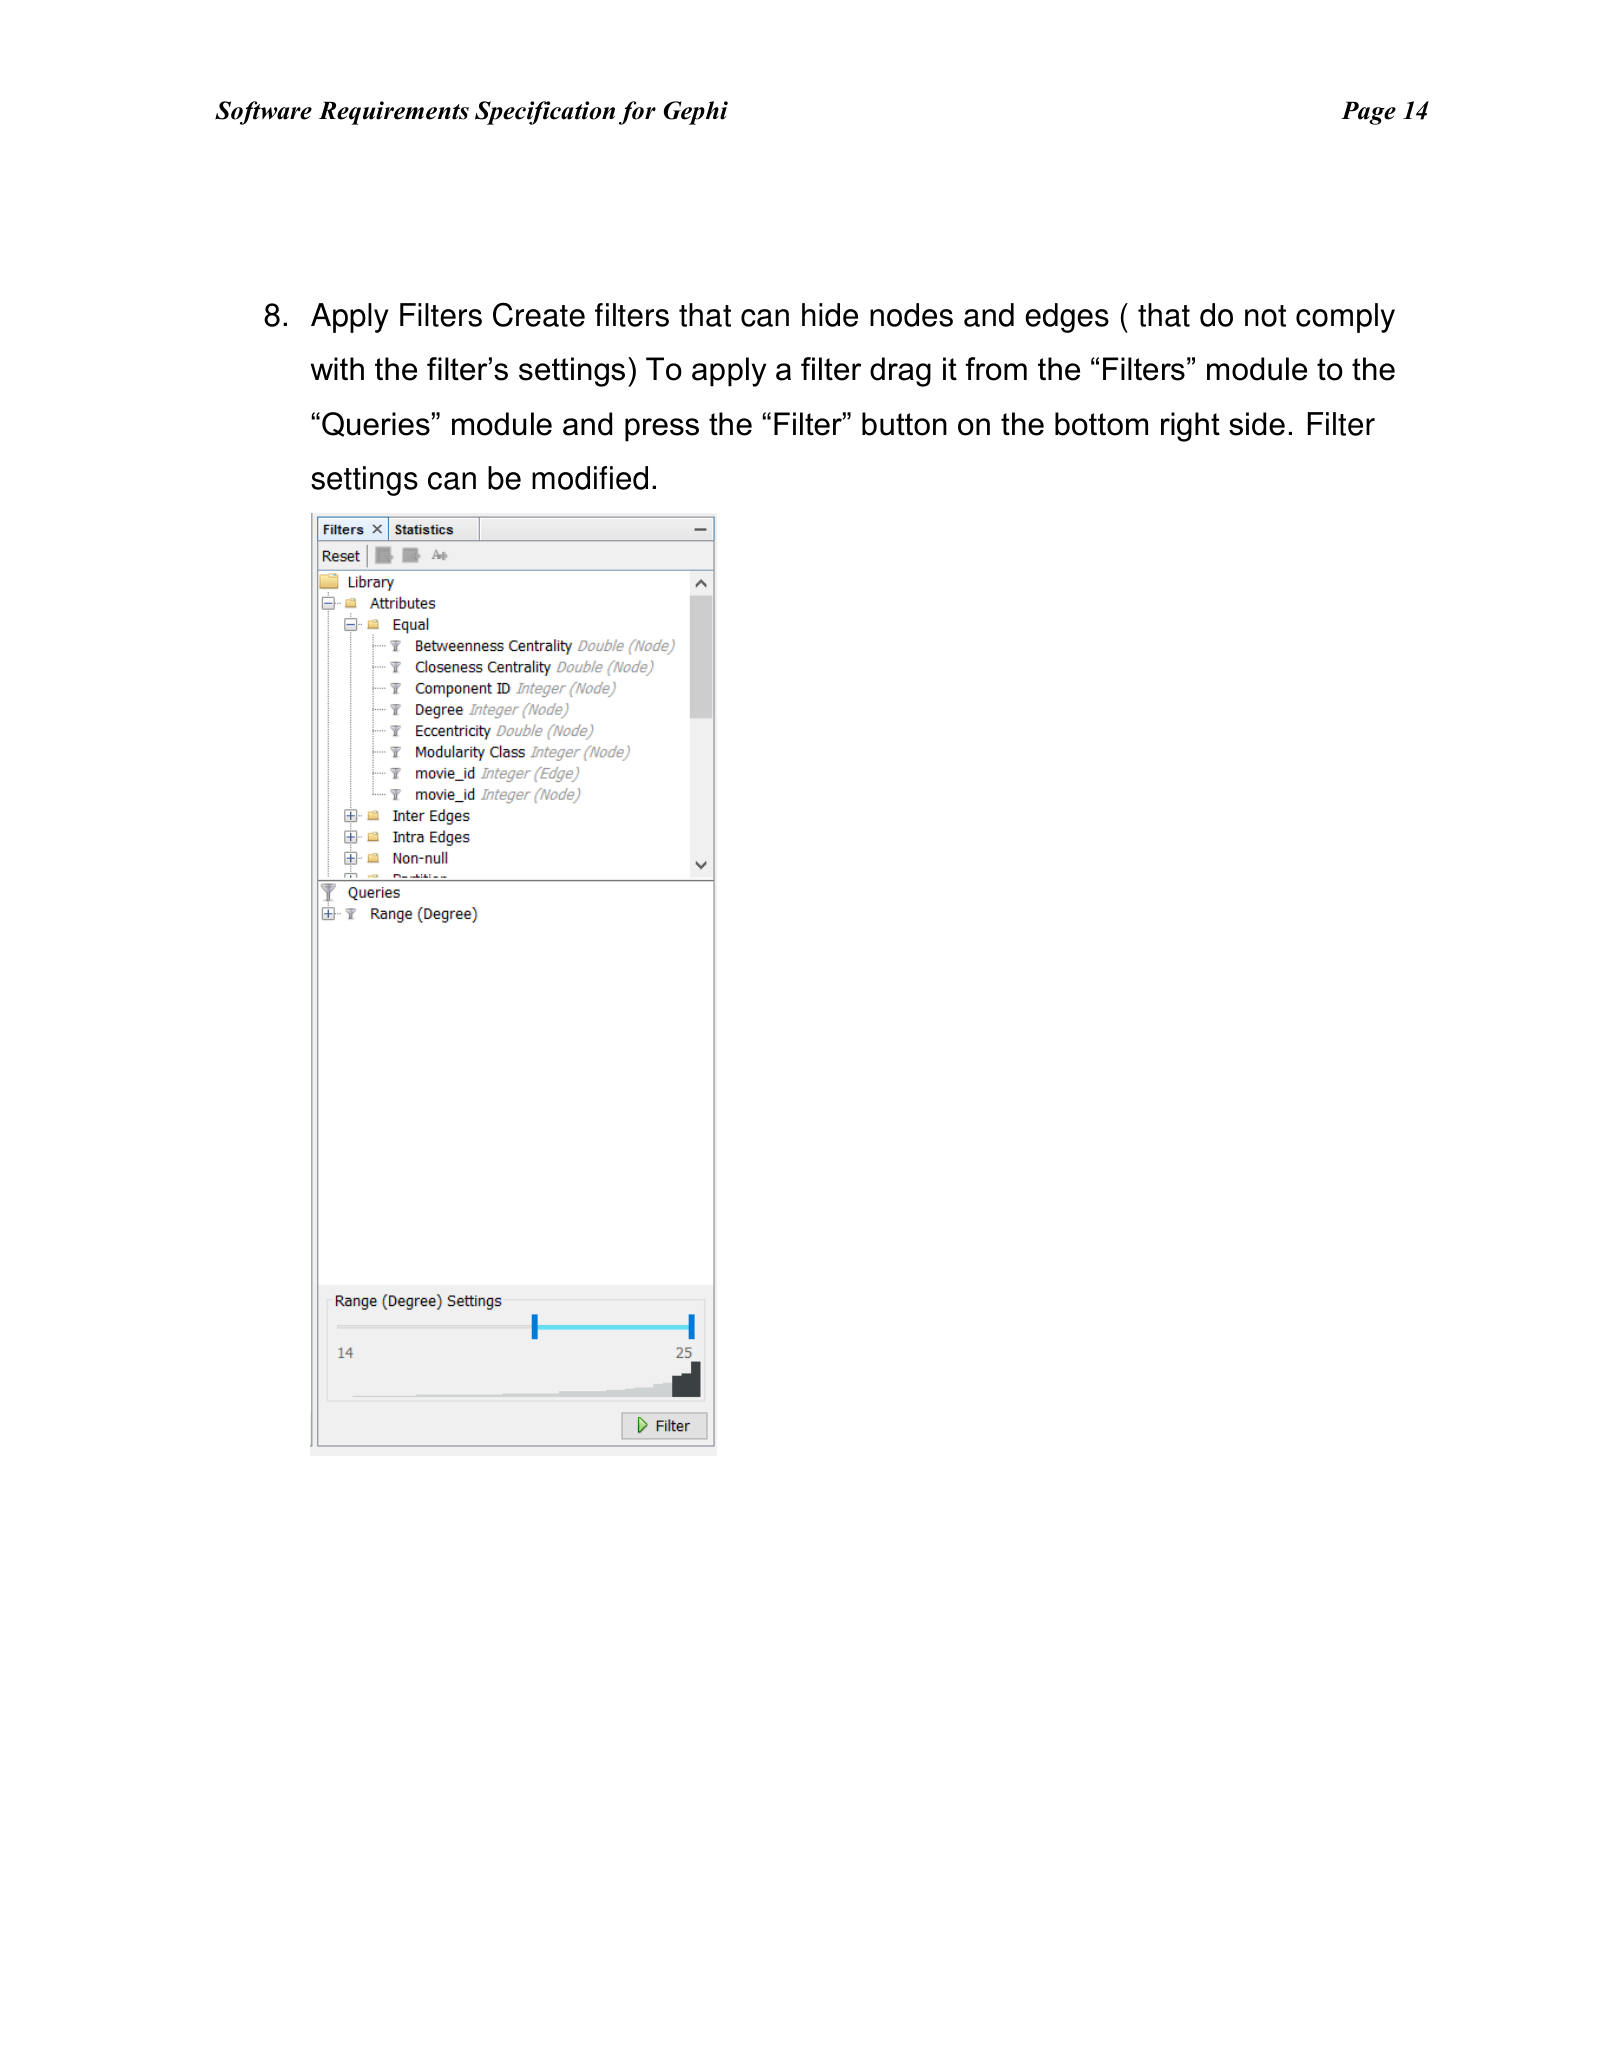 Software Requirements Specification for Gephi Page 14
8. Apply Filters Create filters that can hide nodes and edges ( that do not comply
with the filter’s settings) To apply a filter drag it from the “Filters” module to the
“Queries” module and press the “Filter” button on the bottom right side. Filter
settings can be modified.
Filters Statistics
Reset
Library
Attributes
Equal
Betweenness Centrality Double (Node)
Closeness Centrality Double (Node)
Component ID Integer (Node)
Degree Integer (Node)
Eccentricity Double (Node)
Modularity Class Integer (Node)
movie_id Integer (Edge)
movie_id Integer (Node)
Inter Edges
Intra Edges
Non-null
Queries
Range (Degree)
Range (Degree) Settings
14 25
Filter